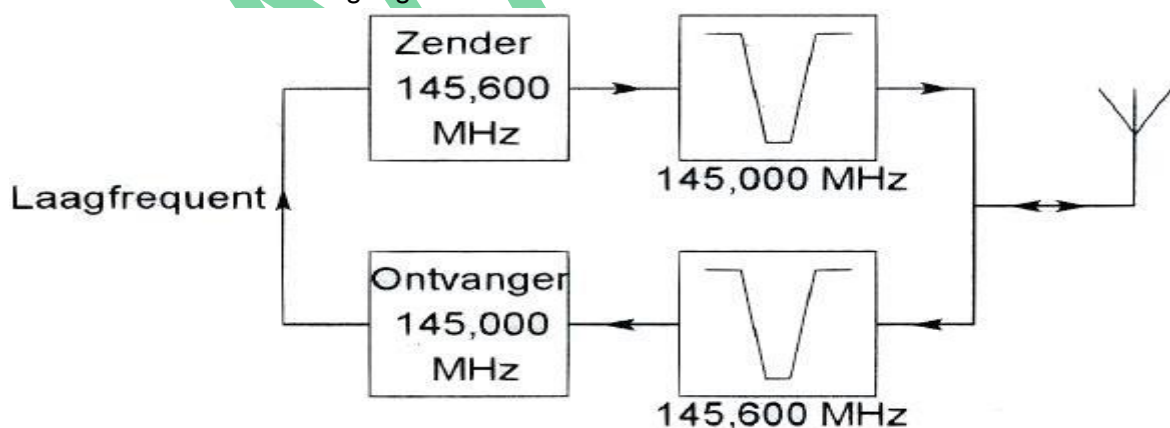 Zender
145,600
MHz
145,000 MHz
Laagfrequent
Ontvanger
145,000
MHz
145,600 MHz